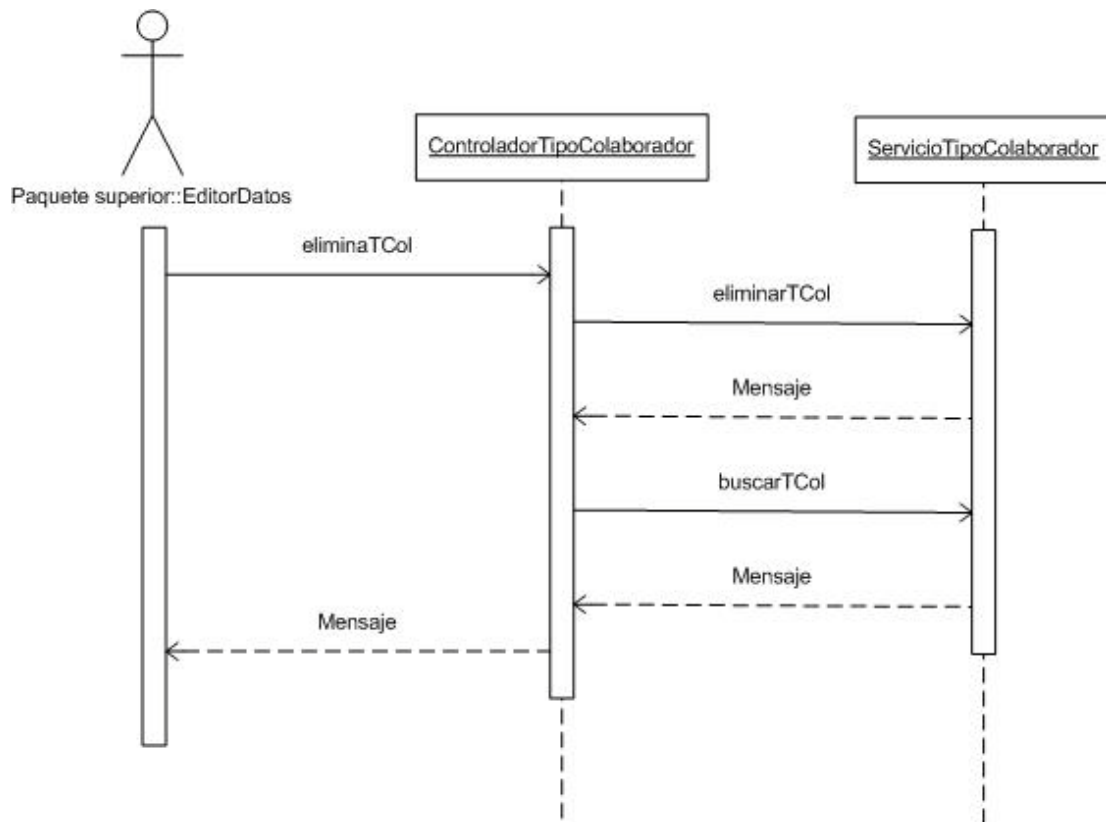 ControladorTipoColaborador
ServicioTipoColaborador
Paquete superior::EditorDatos
eliminaTCol
eliminarTCol
Mensaje
buscarTCol
Mensaje
Mensaje